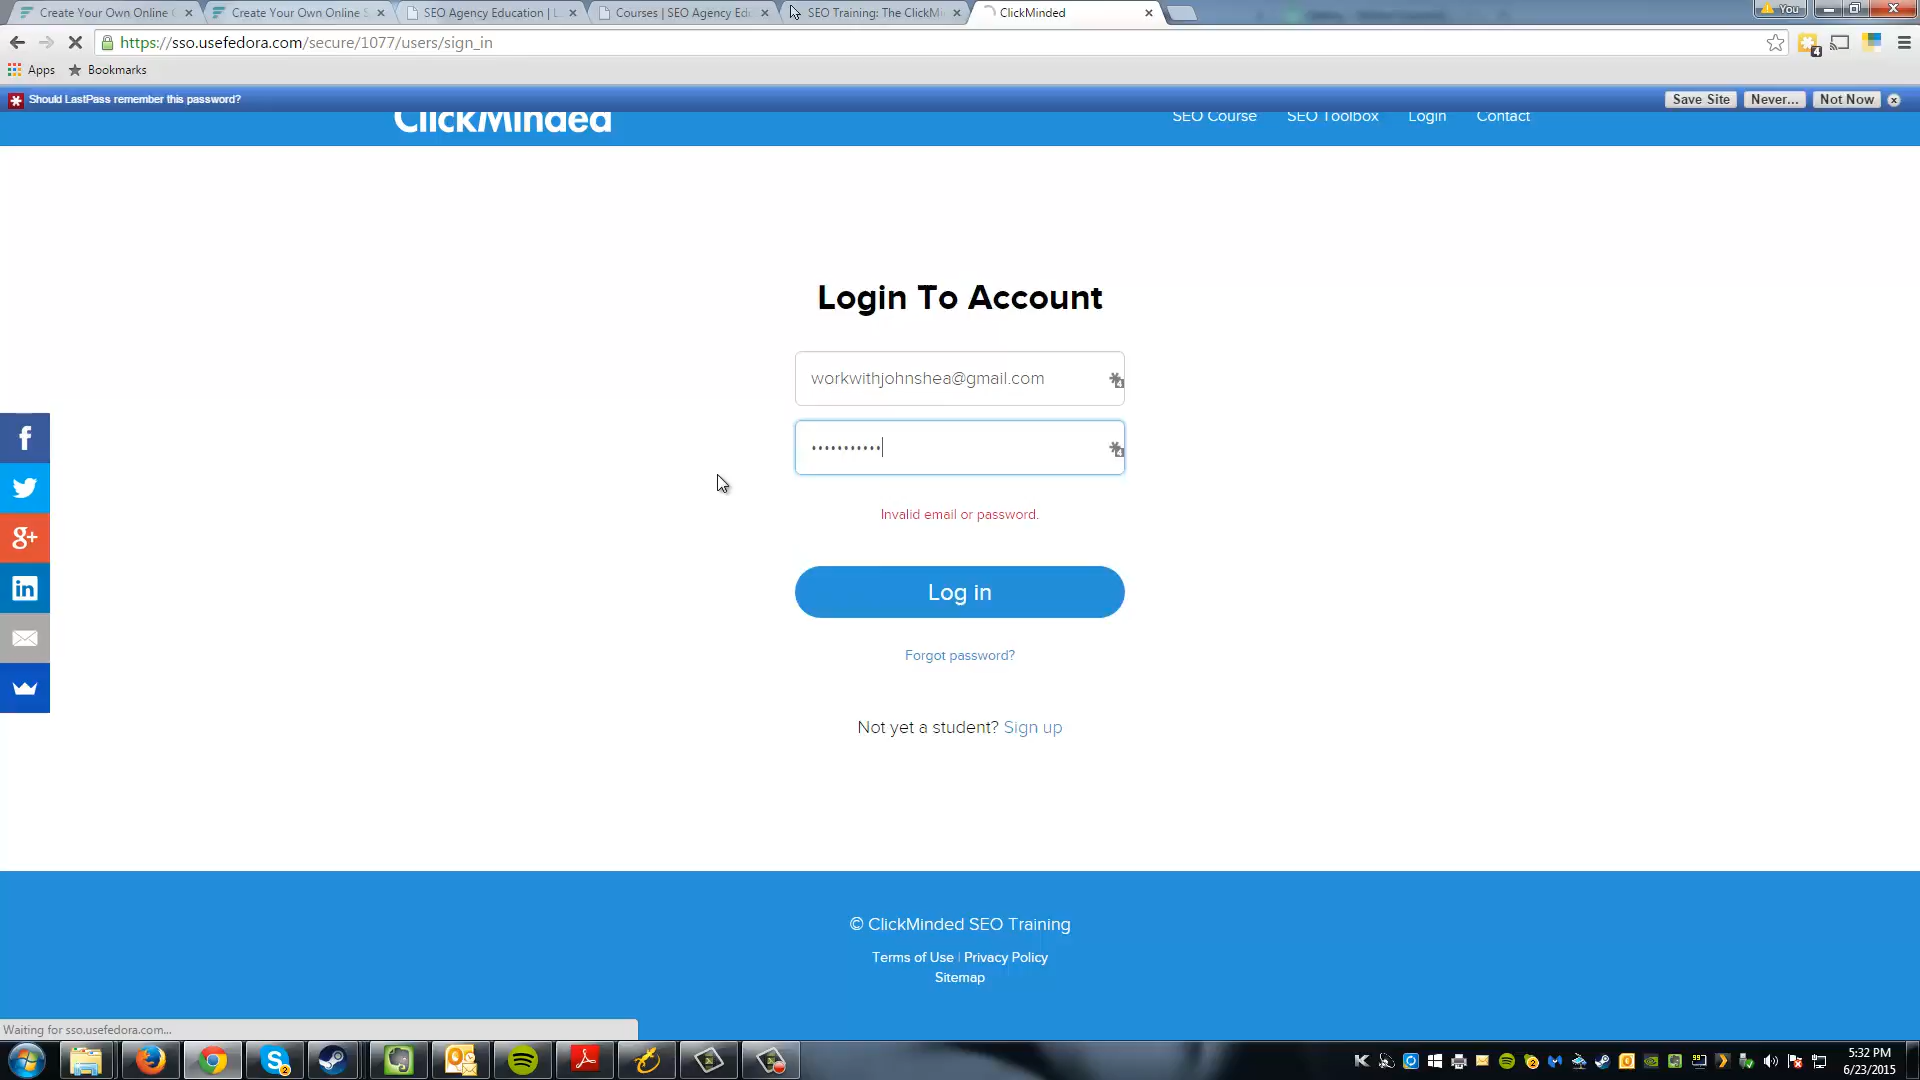 Create Your Own Online
Create Your Own Online S
SEO Agency Education | L
Courses | SEO Agency Ed
SEO Training: The ClickMi
ClickMinded
You
https://sso.usefedora.com/secure/1077/users/sign_in
4
Apps
Bookmarks
Should LastPass remember this password?
Save Site
Never...
Not Now
ClickMinded
SEO Course
SEO Toolbox
Login
Contact
Login To Account
workwithjohnshea@gmail.com
Invalid email or password.
Log in
Forgot password?
Not yet a student? Sign up
© ClickMinded SEO Training
Terms of Use | Privacy Policy
Sitemap
Waiting for sso.usefedora.com...
5:32 PM
6/23/2015